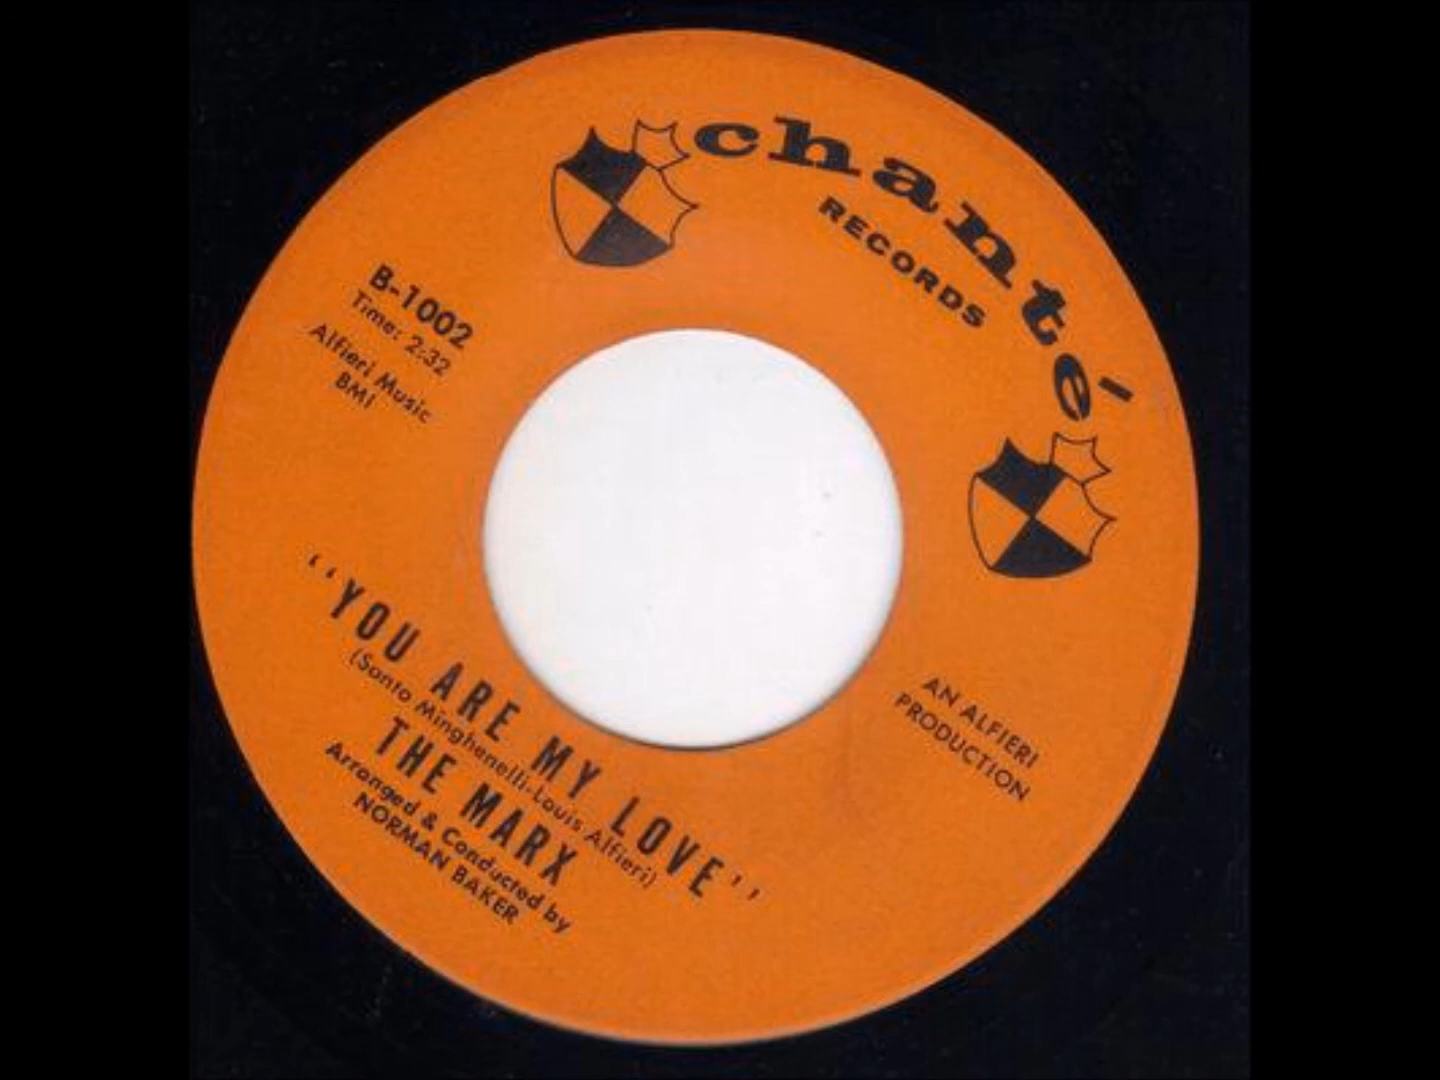 chanté
RECORDS
B-1002
Time: 2:32
Alfieri Music
BMI
AN ALFIERI
PRODUCTION
‘‘YOU ARE MY LOVE’’
(Santo Minghenelli-Louis Alfieri)
THE MARX
Arranged & Conducted by
NORMAN BAKER